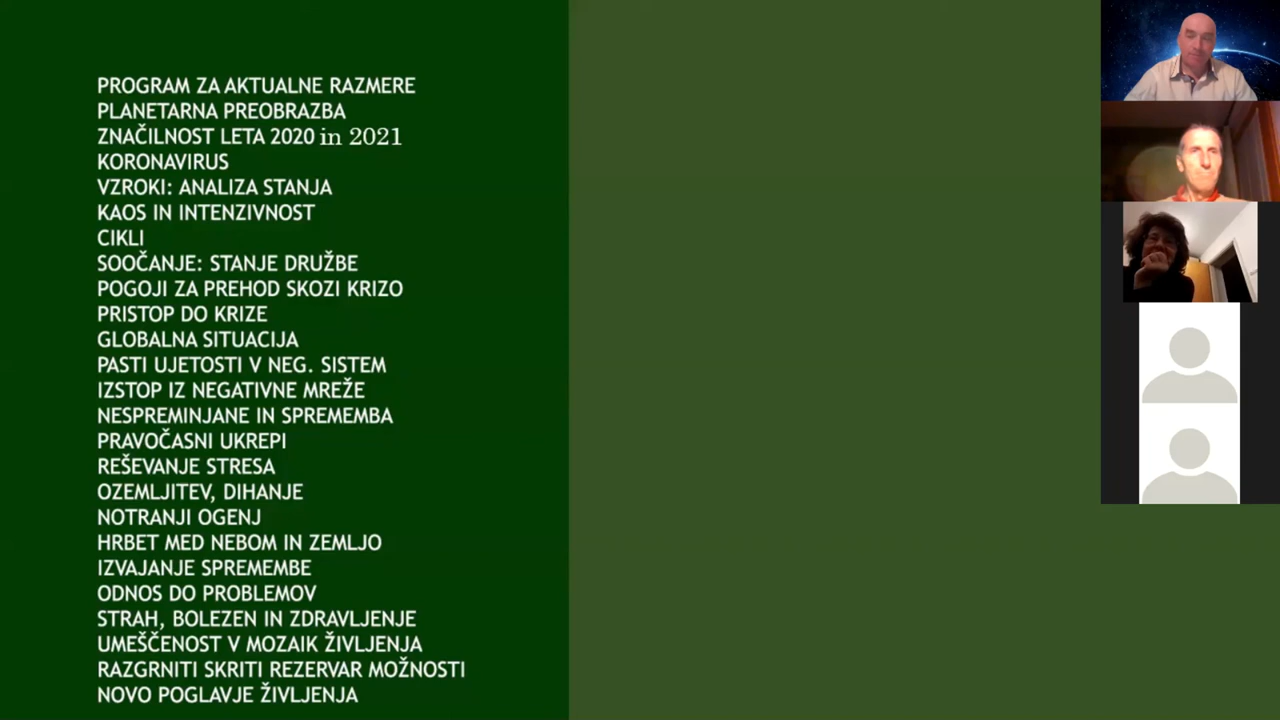 PROGRAM ZA AKTUALNE RAZMERE
PLANETARNA PREOBRAZBA
ZNAČILNOST LETA 2020 in 2021
KORONAVIRUS
VZROKI: ANALIZA STANJA
KAOS IN INTENZIVNOST
CIKLI
SOOČANJE: STANJE DRUŽBE
POGOJI ZA PREHOD SKOZI KRIZO
PRISTOP DO KRIZE
GLOBALNA SITUACIJA
PASTI UJETOSTI V NEG. SISTEM
IZSTOP IZ NEGATIVNE MREŽE
NESPREMINJANE IN SPREMEMBA
PRAVOČASNI UKREPI
REŠEVANJE STRESA
OZEMLJITEV, DIHANJE
NOTRANJI OGENJ
HRBET MED NEBOM IN ZEMLJO
IZVAJANJE SPREMEMBE
ODNOS DO PROBLEMOV
STRAH, BOLEZEN IN ZDRAVLJENJE
UMEŠČENOST V MOZAIK ŽIVLJENJA
RAZGRNITI SKRITI REZERVAR MOŽNOSTI
NOVO POGLAVJE ŽIVLJENJA